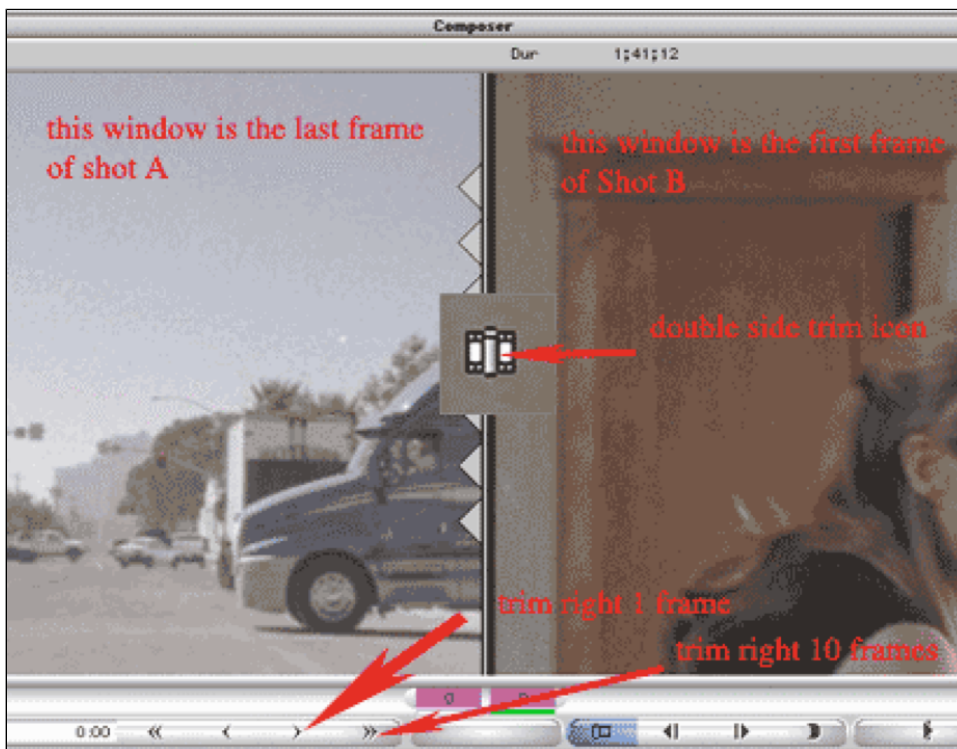 Composer
Dur 1;41;12
this window is the last frame
of shot A
this window is the first frame
of Shot B
double side trim icon
trim right 1 frame
trim right 10 frames
0:00